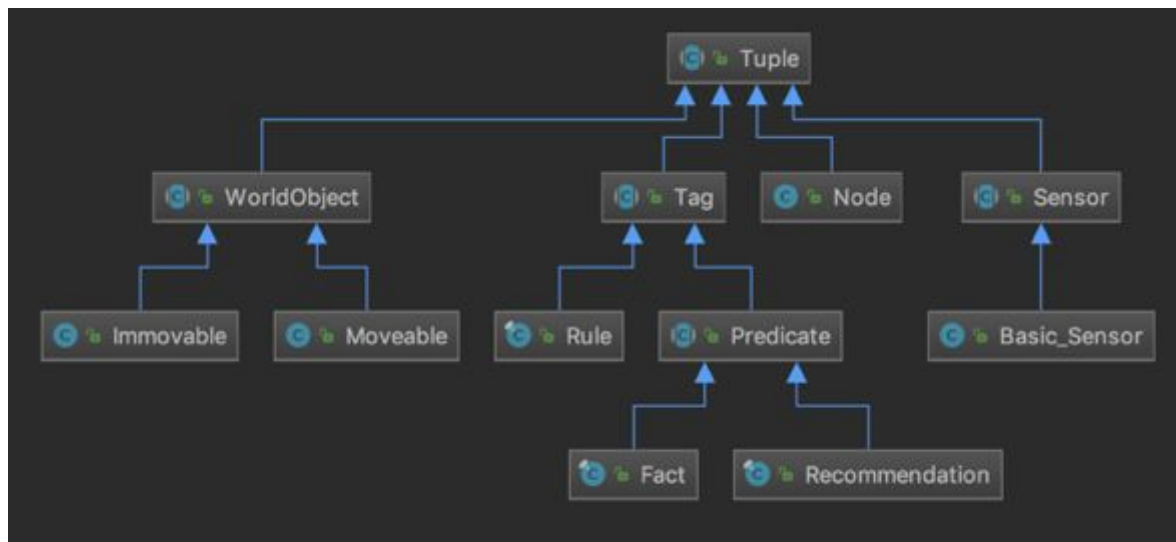 Tuple
WorldObject Tag Node Sensor
Immovable Moveable Rule Predicate Basic_Sensor
Fact Recommendation